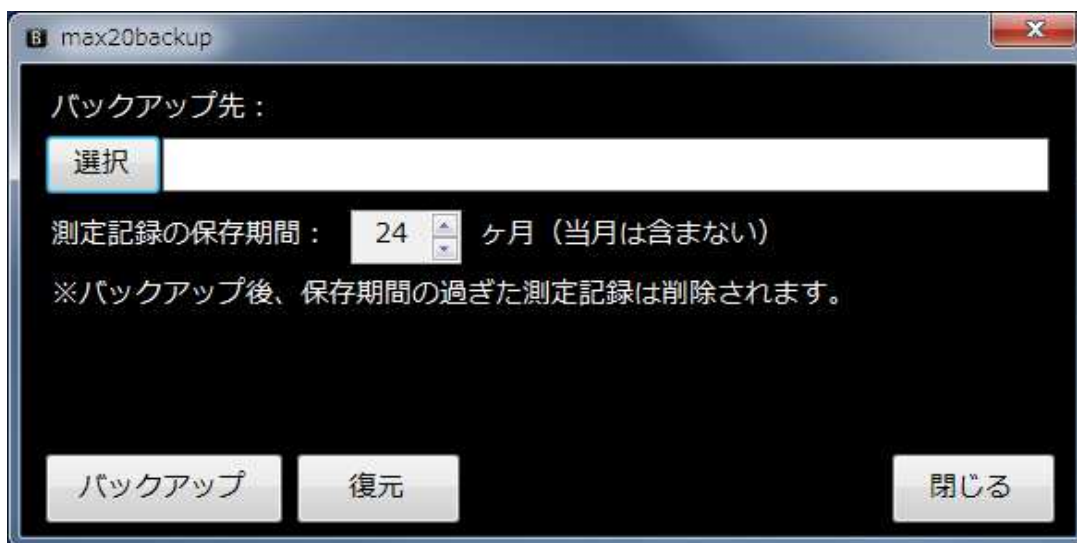 B max20backup
バックアップ先：
選択
測定記録の保存期間： 24 ヶ月（当月は含まない）
※バックアップ後、保存期間の過ぎた測定記録は削除されます。
バックアップ 復元 閉じる